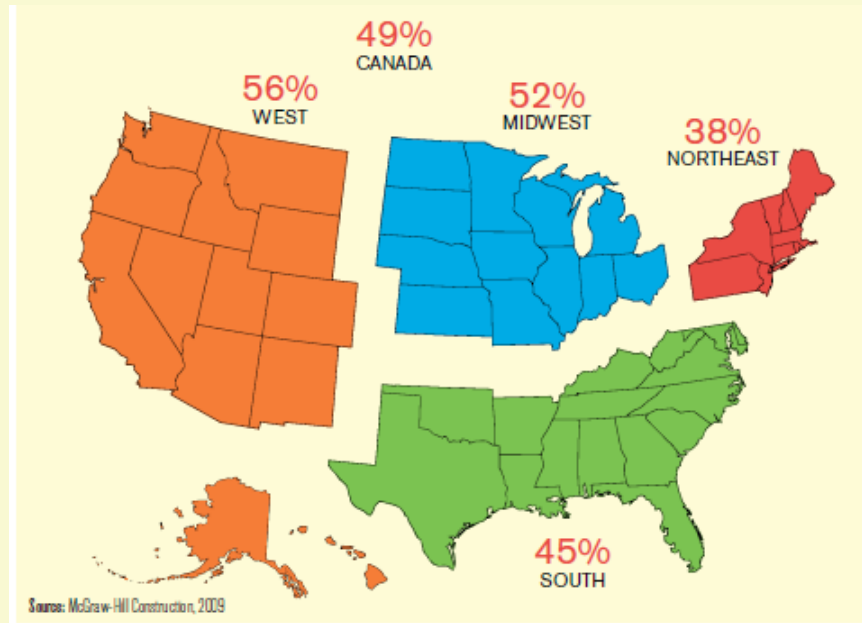 49%
CANADA
56%
WEST
52%
MIDWEST
38%
NORTHEAST
45%
SOUTH
Source: McGraw-Hill Construction, 2009